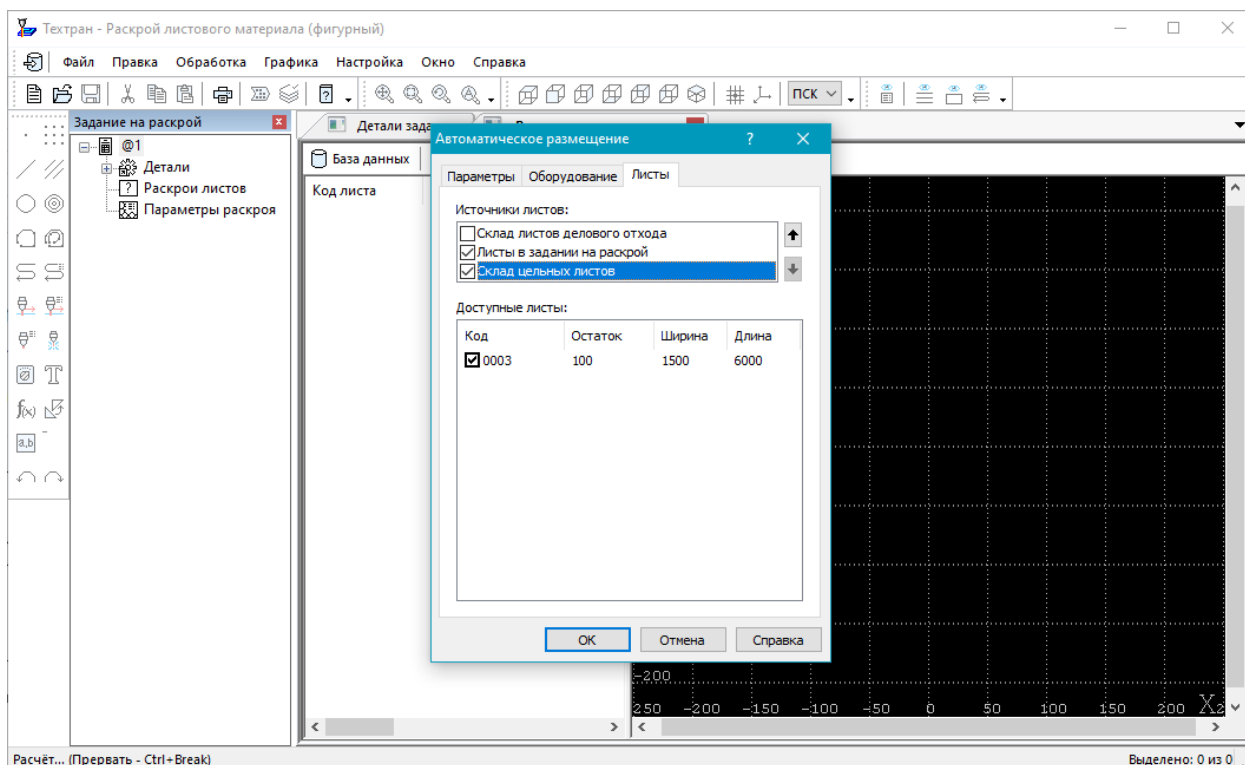 Техтран - Раскрой листового материала (фигурный)
Файл Правка Обработка Графика Настройка Окно Справка
ПСК
Задание на раскрой
@1
Детали
Раскрои листов
Параметры раскроя
f(x)
a,b
Детали зада
База данных
Код листа
Автоматическое размещение ?
Параметры Оборудование Листы
Источники листов:
Склад листов делового отхода
Листы в задании на раскрой
Склад цельных листов
Доступные листы:
Код Остаток Ширина Длина
0003 100 1500 6000
ОК Отмена Справка
-200
250 -200 -150 -100 -50 0 50 100 150 200 X2
Расчёт... (Прервать - Ctrl+Break) Выделено: 0 из 0